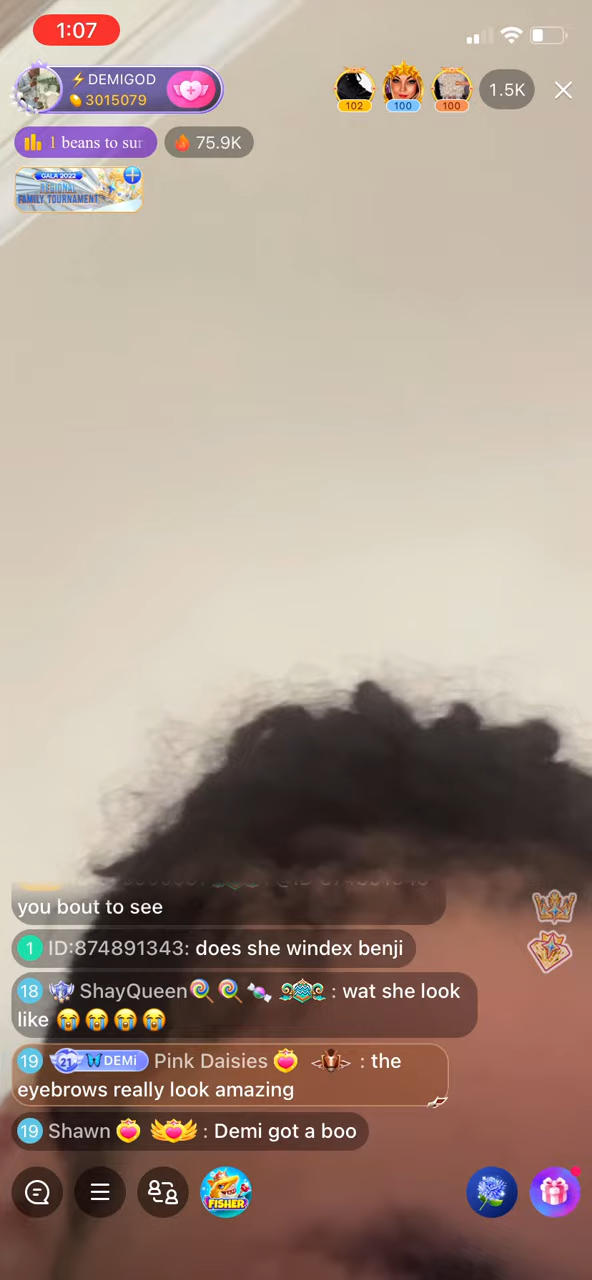 1:07
⚡DEMIGOD
3015079
102
100
100
1.5K
1 beans to sur
75.9K
GALA 2022
REGIONAL
FAMILY TOURNAMENT
you bout to see
1 ID:874891343: does she windex benji
18 ShayQueen🍭🍭🍬 : wat she look
like 😭😭😭😭
19 21 🦋DEMi Pink Daisies : the
eyebrows really look amazing
19 Shawn : Demi got a boo
FISHER